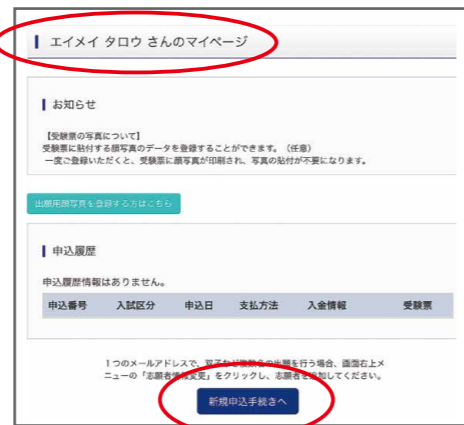 エイメイ タロウ さんのマイページ
お知らせ
【受験票の写真について】
受験票に貼付する顔写真のデータを登録することができます。（任意）
一度ご登録いただくと、受験票に顔写真が印刷され、写真の貼付が不要になります。
出願用顔写真を登録する方はこちら
申込履歴
申込履歴情報はありません。
申込番号 入試区分 申込日 支払方法 入金情報 受験票
1つのメールアドレスで、双子など複数名の出願を行う場合、画面右上メ
ニューの「志願者情報変更」をクリックし、志願者を追加してください。
新規申込手続きへ